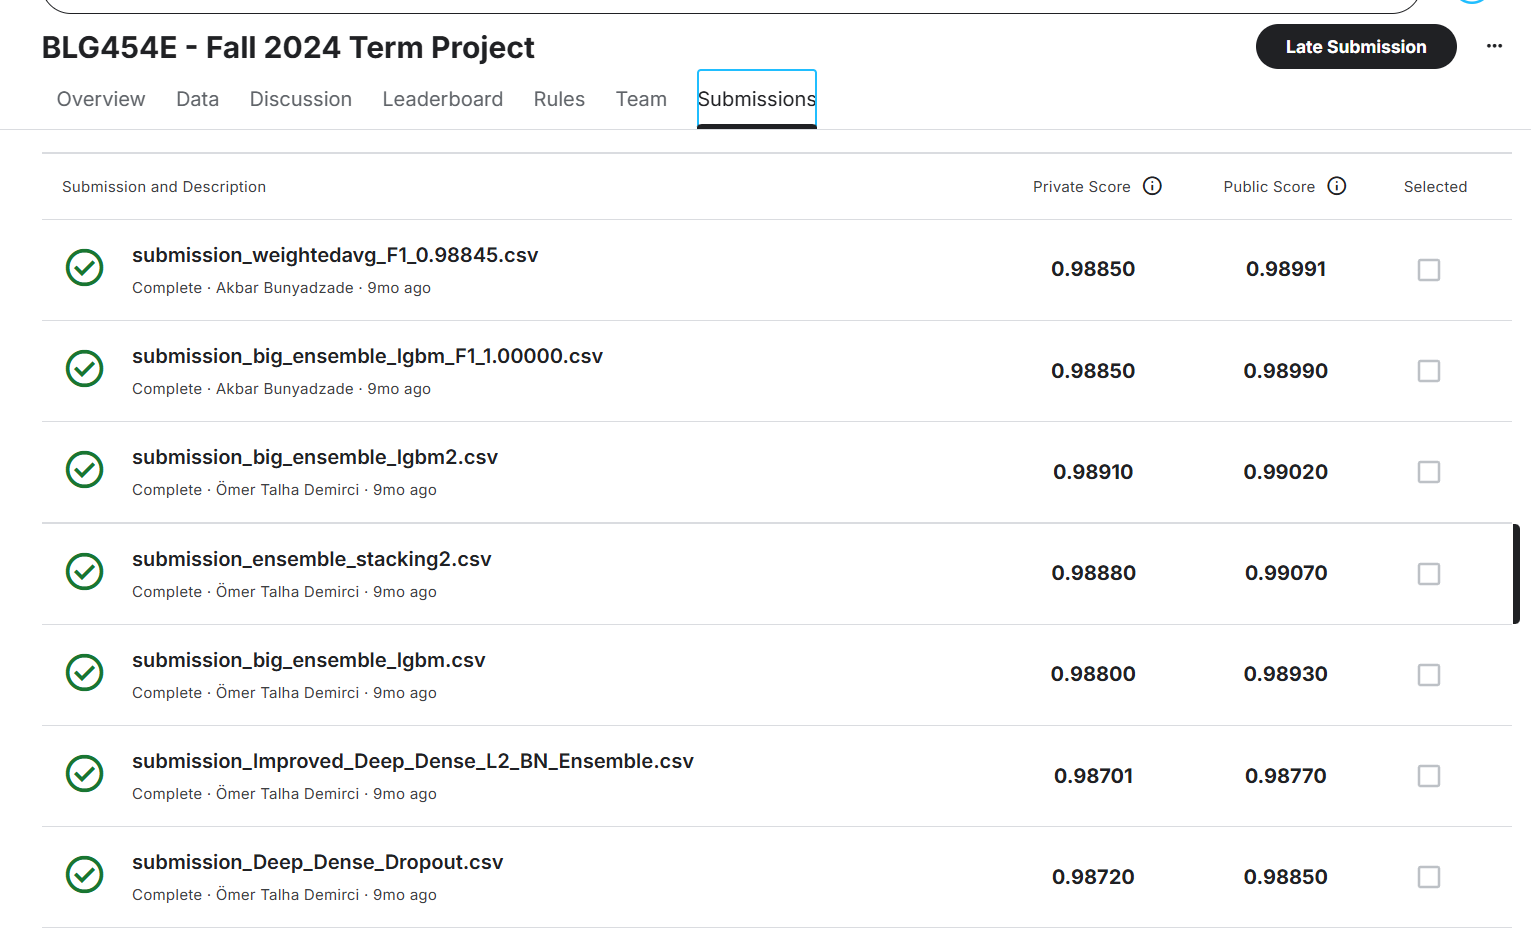 BLG454E - Fall 2024 Term Project
Late Submission
Overview Data Discussion Leaderboard Rules Team Submissions
Submission and Description Private Score Public Score Selected
submission_weightedavg_F1_0.98845.csv
Complete · Akbar Bunyadzade · 9mo ago
0.98850 0.98991
submission_big_ensemble_lgbm_F1_1.00000.csv
Complete · Akbar Bunyadzade · 9mo ago
0.98850 0.98990
submission_big_ensemble_lgbm2.csv
Complete · Ömer Talha Demirci · 9mo ago
0.98910 0.99020
submission_ensemble_stacking2.csv
Complete · Ömer Talha Demirci · 9mo ago
0.98880 0.99070
submission_big_ensemble_lgbm.csv
Complete · Ömer Talha Demirci · 9mo ago
0.98800 0.98930
submission_Improved_Deep_Dense_L2_BN_Ensemble.csv
Complete · Ömer Talha Demirci · 9mo ago
0.98701 0.98770
submission_Deep_Dense_Dropout.csv
Complete · Ömer Talha Demirci · 9mo ago
0.98720 0.98850